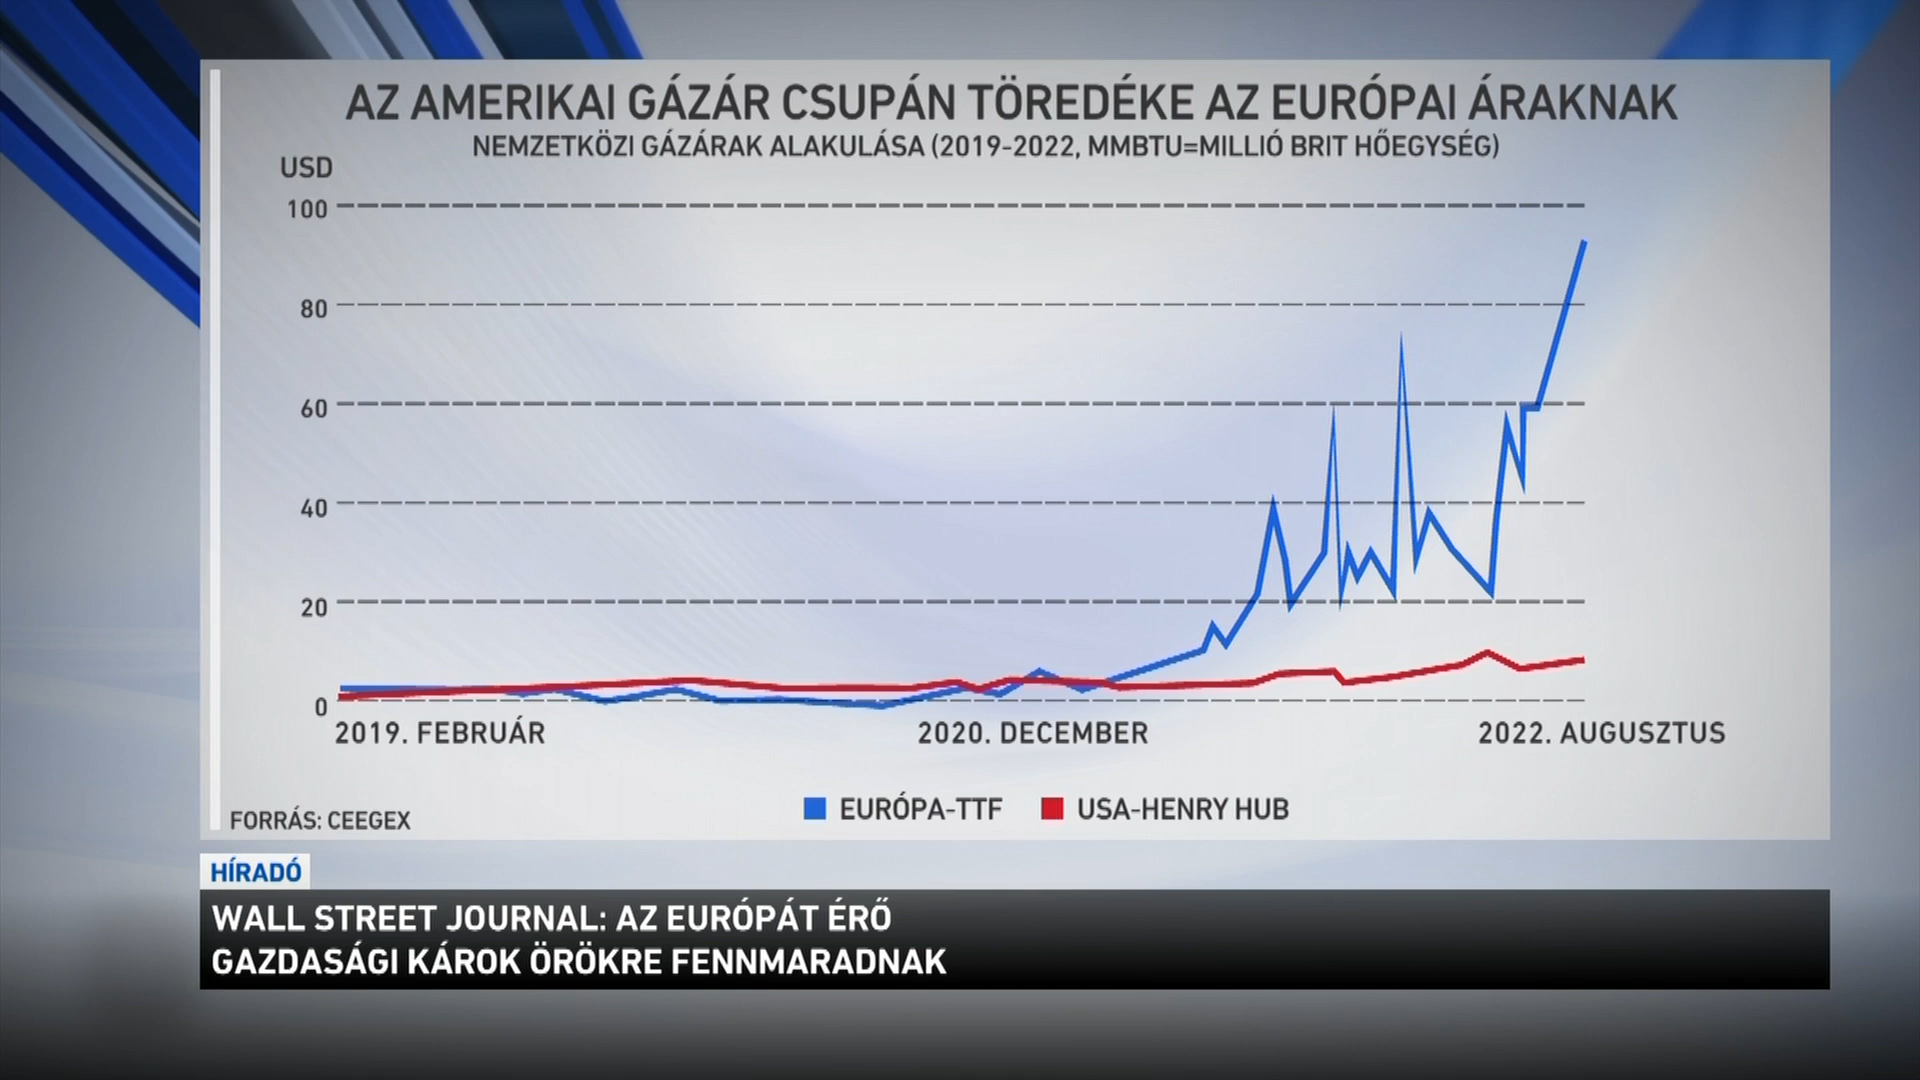 AZ AMERIKAI GÁZÁR CSUPÁN TÖREDÉKE AZ EURÓPAI ÁRAKNAK
NEMZETKÖZI GÁZÁRAK ALAKULÁSA (2019-2022, MMBTU=MILLIÓ BRIT HŐEGYSÉG)
USD
100
80
60
40
20
0
2019. FEBRUÁR 2020. DECEMBER 2022. AUGUSZTUS
EURÓPA-TTF USA-HENRY HUB
FORRÁS: CEEGEX
HÍRADÓ
WALL STREET JOURNAL: AZ EURÓPÁT ÉRŐ
GAZDASÁGI KÁROK ÖRÖKRE FENNMARADNAK